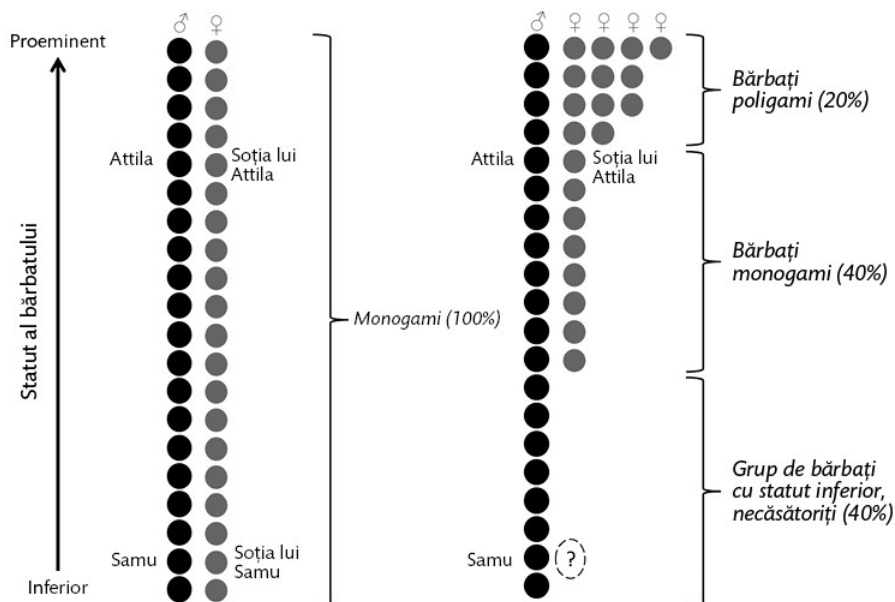 ♂ ♀
Proeminent
Statut al bărbatului
Attila
Soția lui
Attila
Monogami (100%)
Samu
Soția lui
Samu
Inferior
♂ ♀ ♀ ♀ ♀
Bărbați
poligami (20%)
Attila
Soția lui
Attila
Bărbați
monogami (40%)
Grup de bărbați
cu statut inferior,
necăsătoriți (40%)
Samu
?